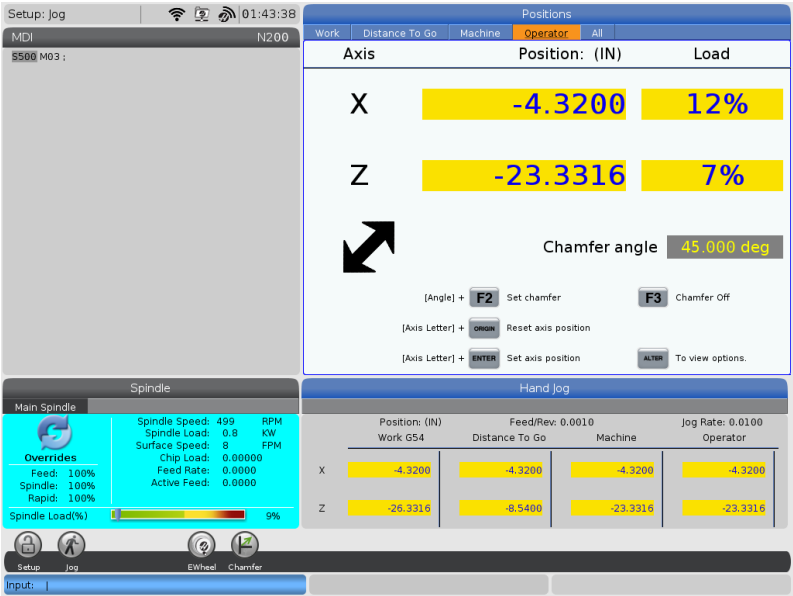 Setup: Jog 01:43:38
MDI N200
S500 M03 ;
Positions
Work Distance To Go Machine Operator All
Axis Position: (IN) Load
X -4.3200 12%
Z -23.3316 7%
Chamfer angle 45.000 deg
[Angle] + F2 Set chamfer F3 Chamfer Off
[Axis Letter] + ORIGIN Reset axis position
[Axis Letter] + ENTER Set axis position ALTER To view options.
Spindle
Main Spindle
Overrides
Feed: 100%
Spindle: 100%
Rapid: 100%
Spindle Speed: 499 RPM
Spindle Load: 0.8 KW
Surface Speed: 8 FPM
Chip Load: 0.00000
Feed Rate: 0.0000
Active Feed: 0.0000
Spindle Load(%) 9%
Hand Jog
Position: (IN) Feed/Rev: 0.0010 Jog Rate: 0.0100
Work G54 Distance To Go Machine Operator
X -4.3200 -4.3200 -4.3200 -4.3200
Z -26.3316 -8.5400 -23.3316 -23.3316
Setup Jog EWheel Chamfer
Input: |